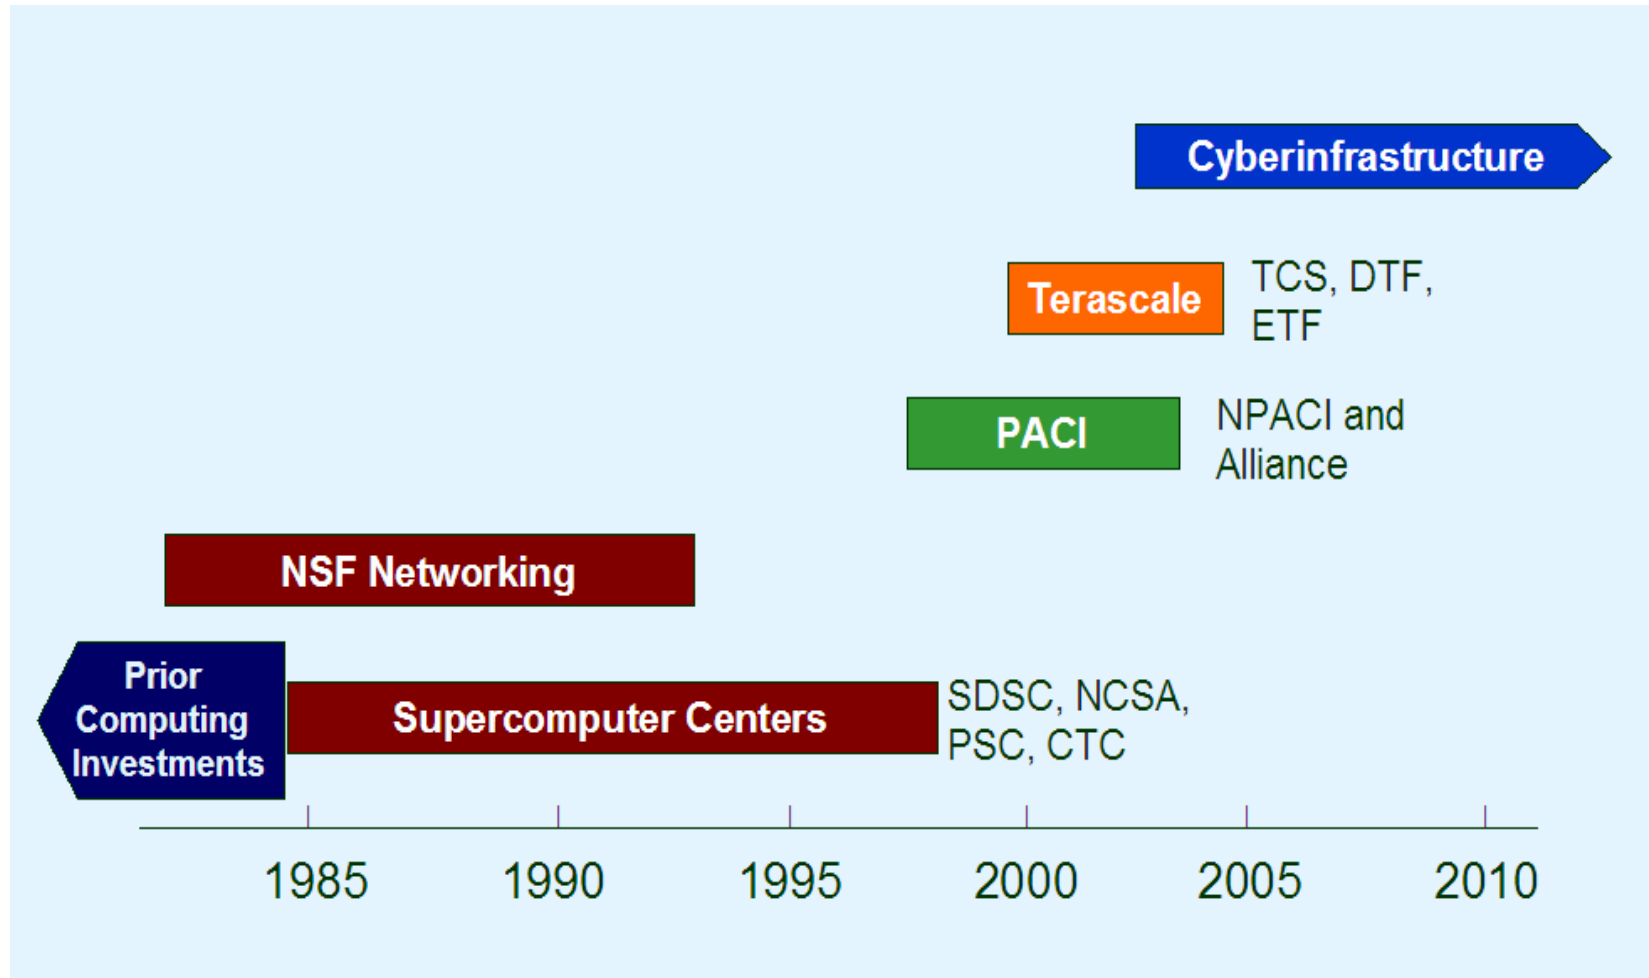 Cyberinfrastructure
Terascale
TCS, DTF,
ETF
PACI
NPACI and
Alliance
NSF Networking
Prior
Computing
Investments
Supercomputer Centers
SDSC, NCSA,
PSC, CTC
1985 1990 1995 2000 2005 2010